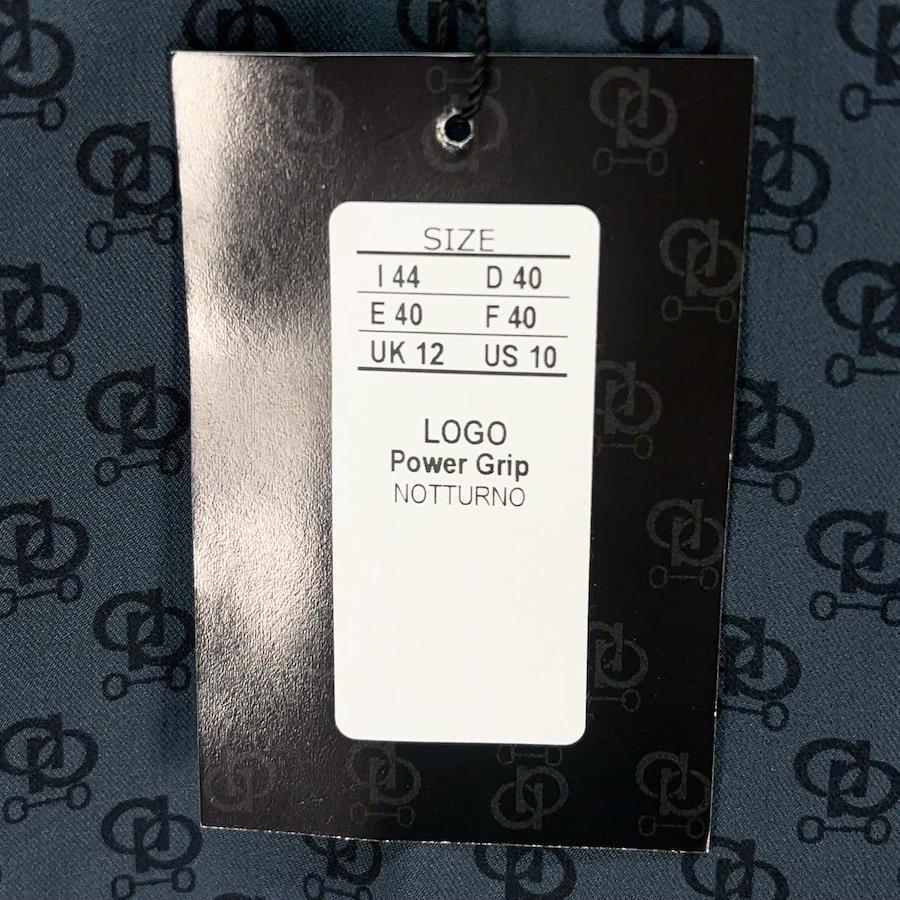 SIZE
I 44 D 40
E 40 F 40
UK 12 US 10
LOGO
Power Grip
NOTTURNO